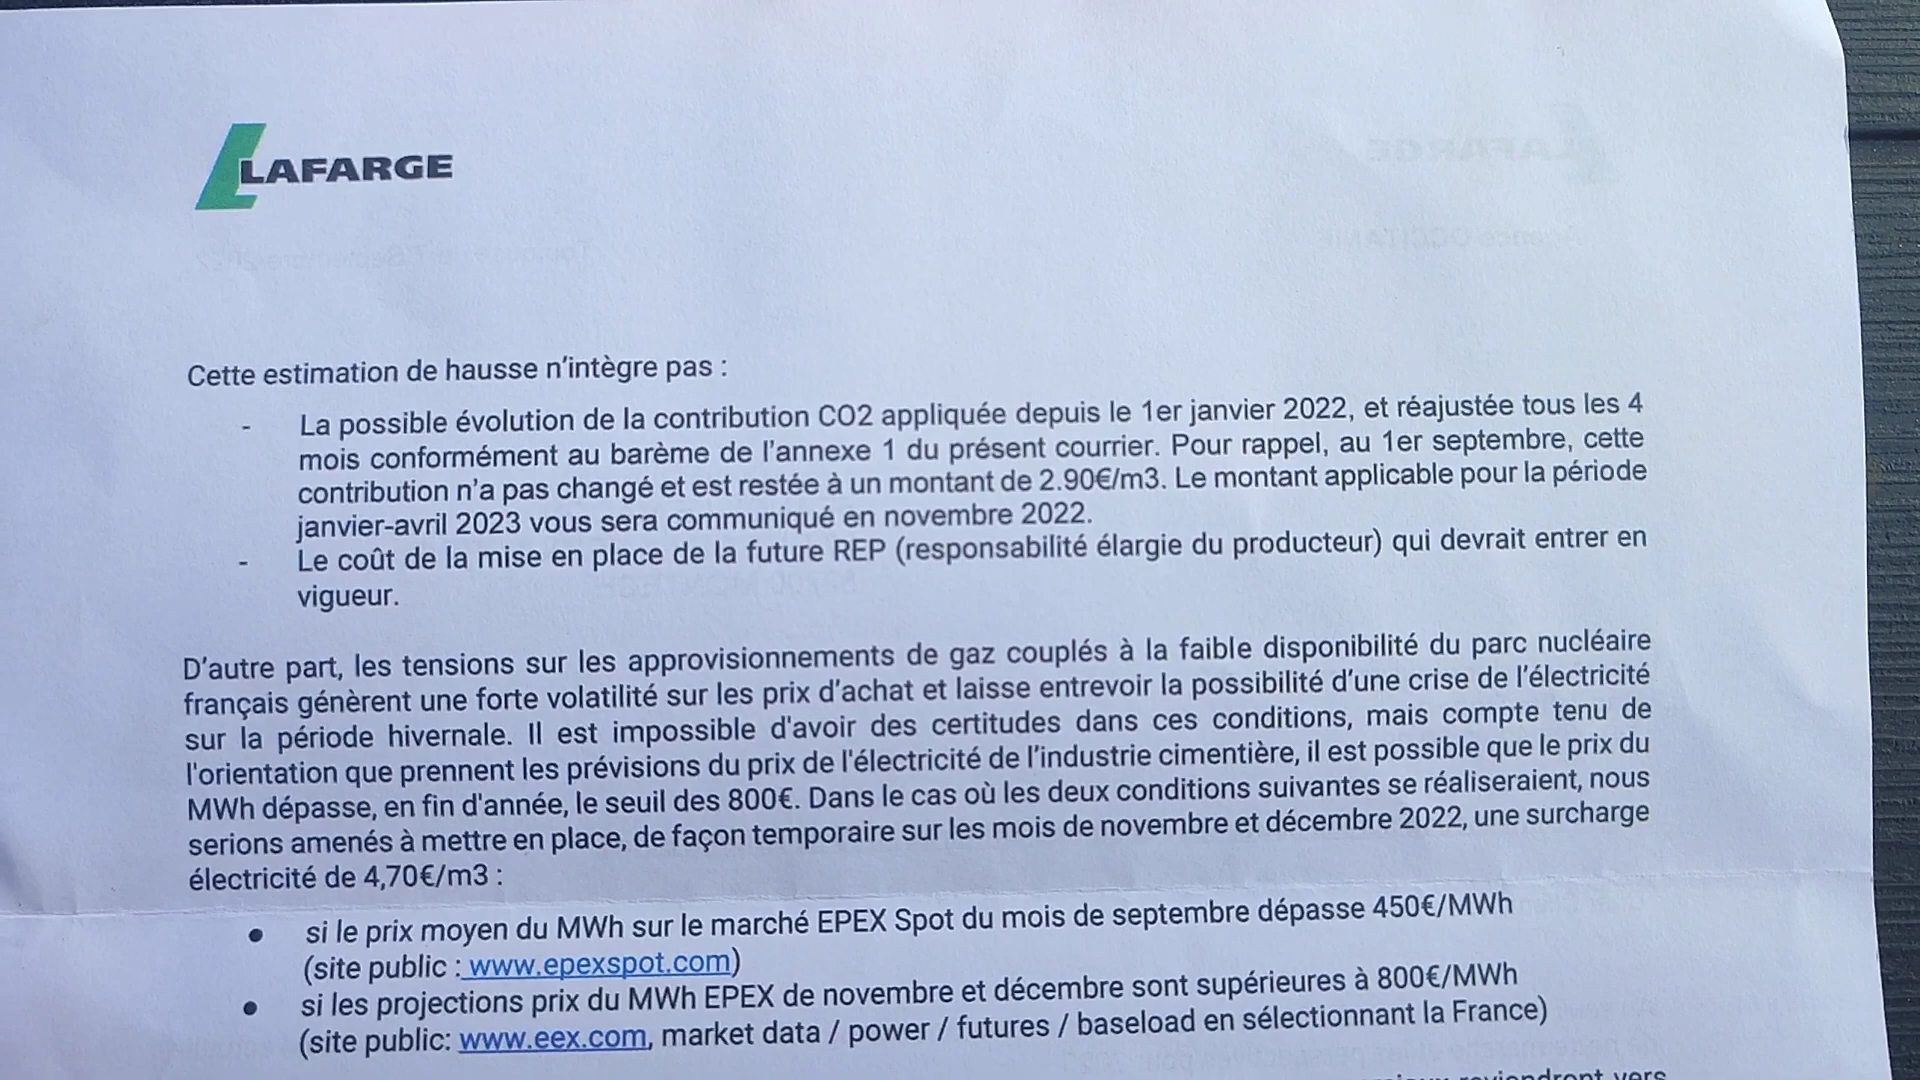 LAFARGE
Cette estimation de hausse n'intègre pas :
- La possible évolution de la contribution CO2 appliquée depuis le 1er janvier 2022, et réajustée tous les 4
mois conformément au barème de l'annexe 1 du présent courrier. Pour rappel, au 1er septembre, cette
contribution n'a pas changé et est restée à un montant de 2.90€/m3. Le montant applicable pour la période
janvier-avril 2023 vous sera communiqué en novembre 2022.
- Le coût de la mise en place de la future REP (responsabilité élargie du producteur) qui devrait entrer en
vigueur.
D'autre part, les tensions sur les approvisionnements de gaz couplés à la faible disponibilité du parc nucléaire
français génèrent une forte volatilité sur les prix d'achat et laisse entrevoir la possibilité d'une crise de l'électricité
sur la période hivernale. Il est impossible d'avoir des certitudes dans ces conditions, mais compte tenu de
l'orientation que prennent les prévisions du prix de l'électricité de l'industrie cimentière, il est possible que le prix du
MWh dépasse, en fin d'année, le seuil des 800€. Dans le cas où les deux conditions suivantes se réaliseraient, nous
serions amenés à mettre en place, de façon temporaire sur les mois de novembre et décembre 2022, une surcharge
électricité de 4,70€/m3 :
● si le prix moyen du MWh sur le marché EPEX Spot du mois de septembre dépasse 450€/MWh
(site public : www.epexspot.com)
● si les projections prix du MWh EPEX de novembre et décembre sont supérieures à 800€/MWh
(site public: www.eex.com, market data / power / futures / baseload en sélectionnant la France)
reviendront vers